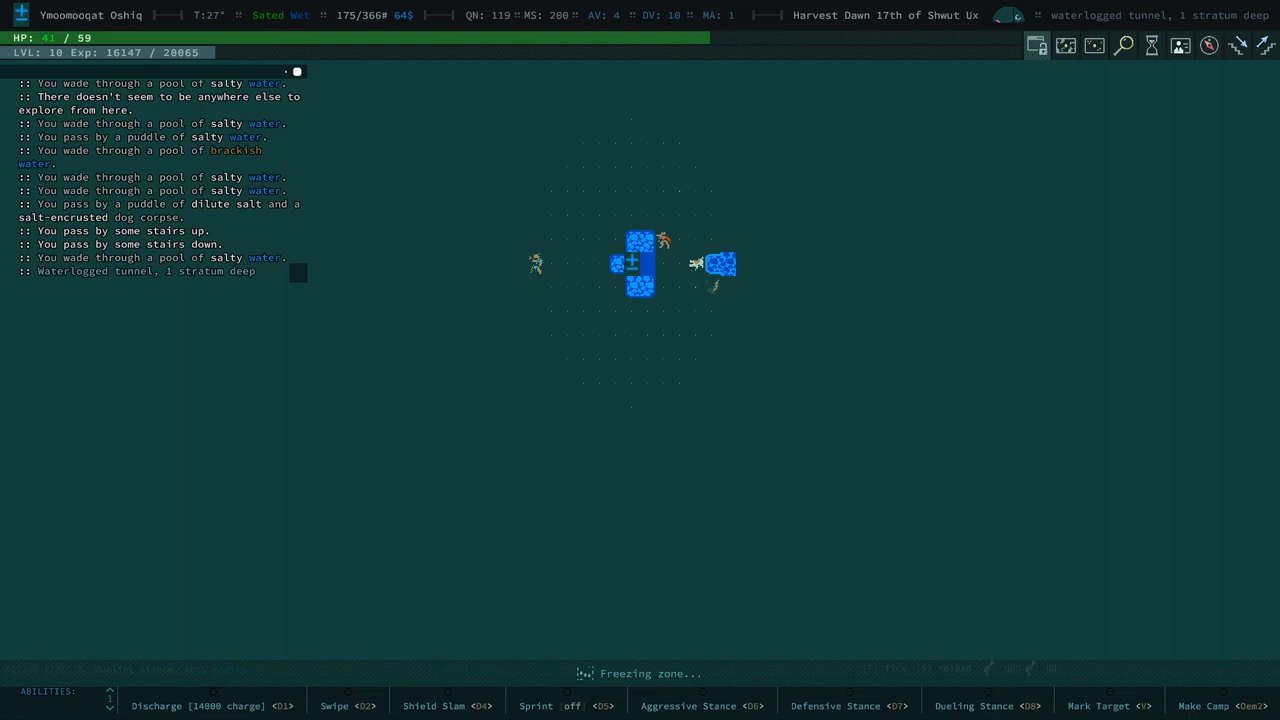 Ymoomooqat Oshiq T:27° Sated Wet 175/366# 64$ QN: 119 MS: 200 AV: 4 DV: 10 MA: 1 Harvest Dawn 17th of Shwut Ux waterlogged tunnel, 1 stratum deep
HP: 41 / 59
LVL: 10 Exp: 16147 / 20065
:: You wade through a pool of salty water.
:: There doesn't seem to be anywhere else to
explore from here.
:: You wade through a pool of salty water.
:: You pass by a puddle of salty water.
:: You wade through a pool of brackish
water.
:: You wade through a pool of salty water.
:: You wade through a pool of salty water.
:: You pass by a puddle of dilute salt and a
salt-encrusted dog corpse.
:: You pass by some stairs up.
:: You pass by some stairs down.
:: You wade through a pool of salty water.
:: Waterlogged tunnel, 1 stratum deep
Freezing zone...
ABILITIES: 1 Discharge [14000 charge] <D1> Swipe <D2> Shield Slam <D4> Sprint [off] <D5> Aggressive Stance <D6> Defensive Stance <D7> Dueling Stance <D8> Mark Target <V> Make Camp <Oem2>